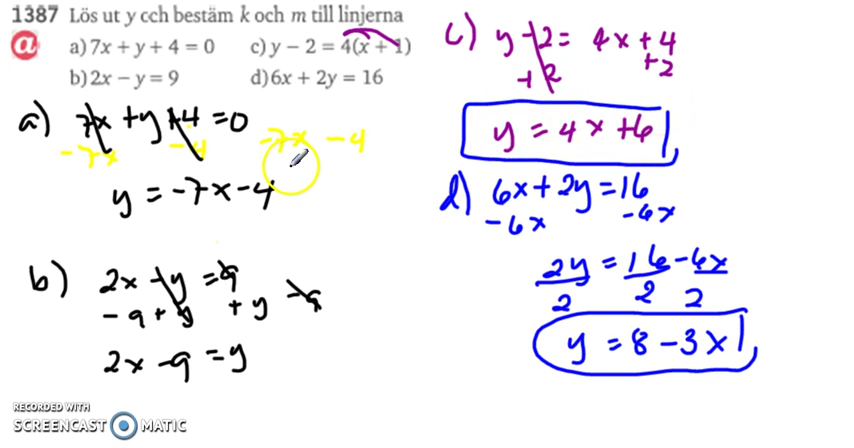 1387 Lös ut y och bestäm k och m till linjerna
a a) 7x + y + 4 = 0 c) y − 2 = 4(x + 1)
b) 2x − y = 9 d) 6x + 2y = 16
a) 7x + y + 4 = 0
−7x −4 −7x −4
y = −7x − 4
b) 2x − y = 9
−9 + y + y −9
2x − 9 = y
c) y − 2 = 4x + 4
+2 +2
y = 4x + 6
d) 6x + 2y = 16
−6x −6x
2y = 16 − 6x
2 2 2
y = 8 − 3x
RECORDED WITH
SCREENCAST MATIC